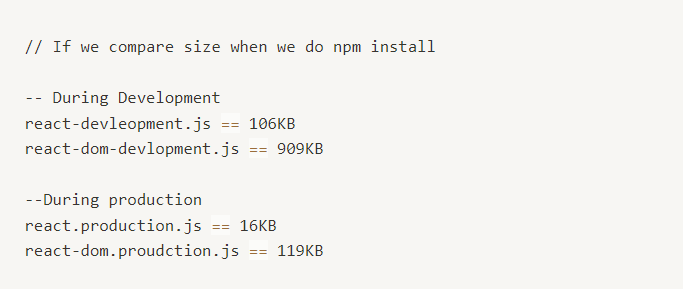 // If we compare size when we do npm install
-- During Development
react-devleopment.js == 106KB
react-dom-devlopment.js == 909KB
--During production
react.production.js == 16KB
react-dom.proudction.js == 119KB